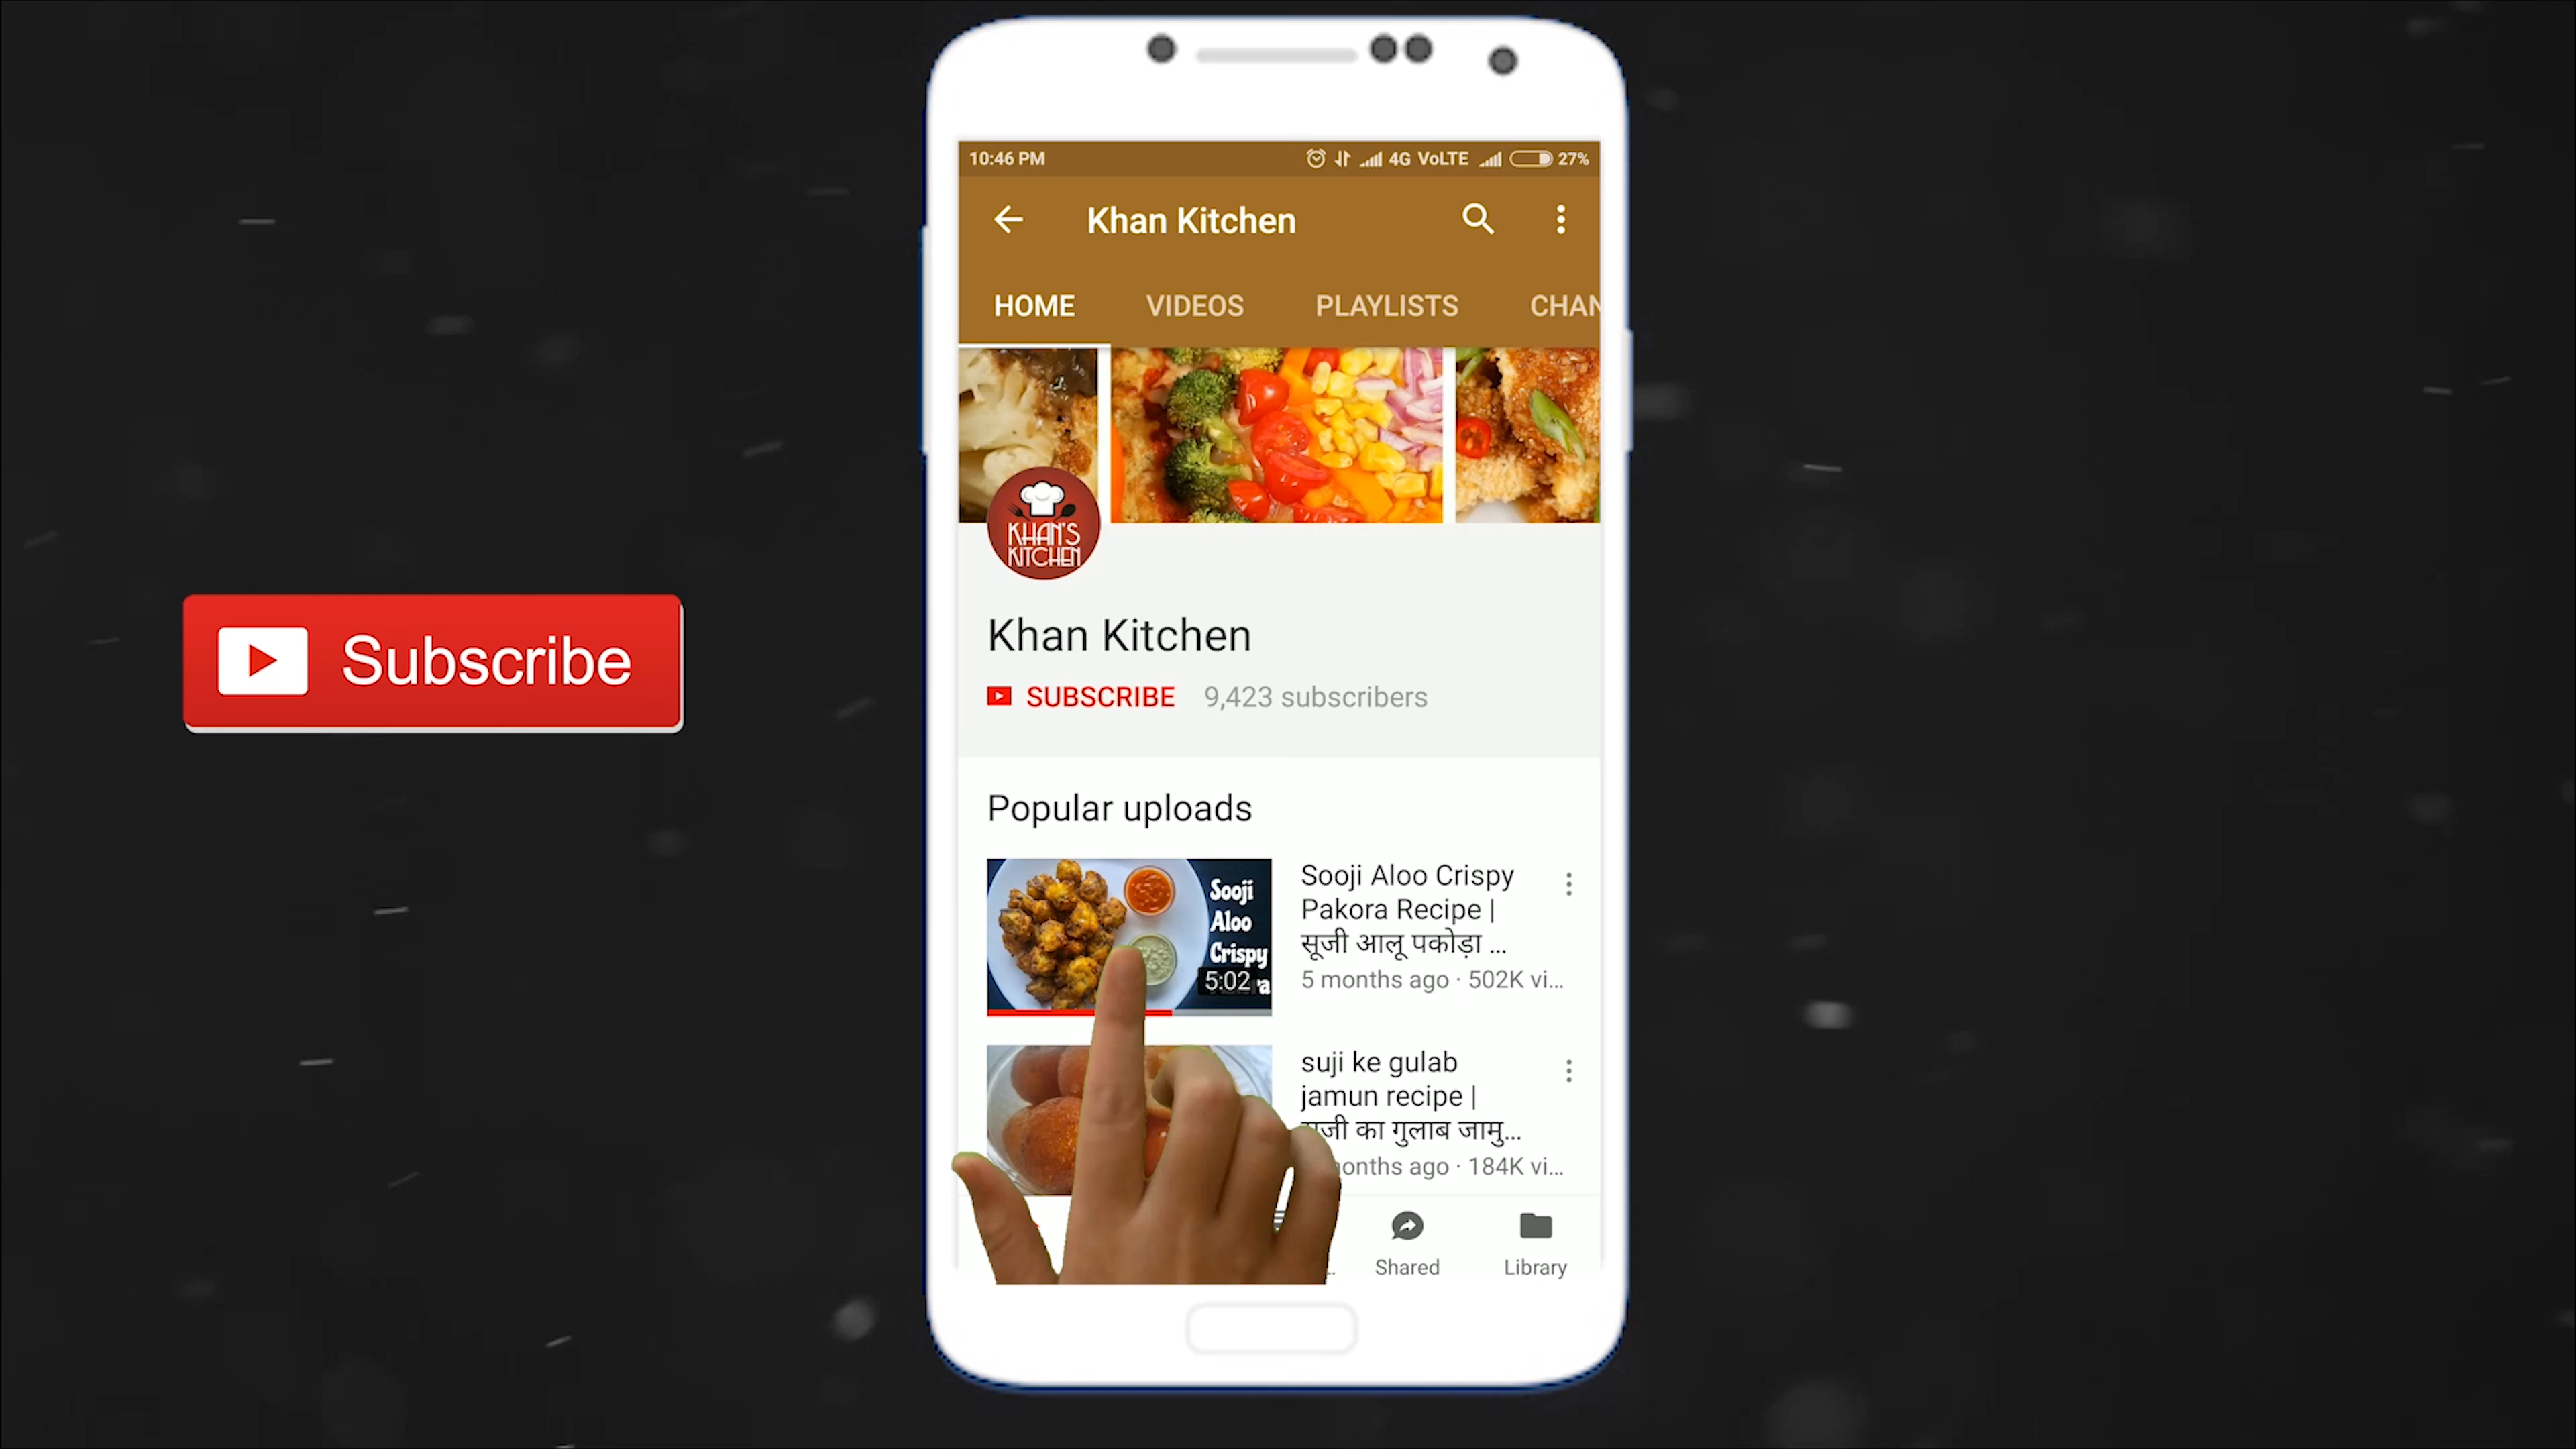 10:46 PM
4G VoLTE
27%
Khan Kitchen
HOME VIDEOS PLAYLISTS CHAN
KHAN'S
KITCHEN
Khan Kitchen
SUBSCRIBE 9,423 subscribers
Subscribe
Popular uploads
Sooji
Aloo
Crispy
5:02
Sooji Aloo Crispy
Pakora Recipe |
सूजी आलू पकोड़ा ...
5 months ago · 502K vi...
suji ke gulab
jamun recipe |
का गुलाब जामु...
ago · 184K vi...
Shared
Library